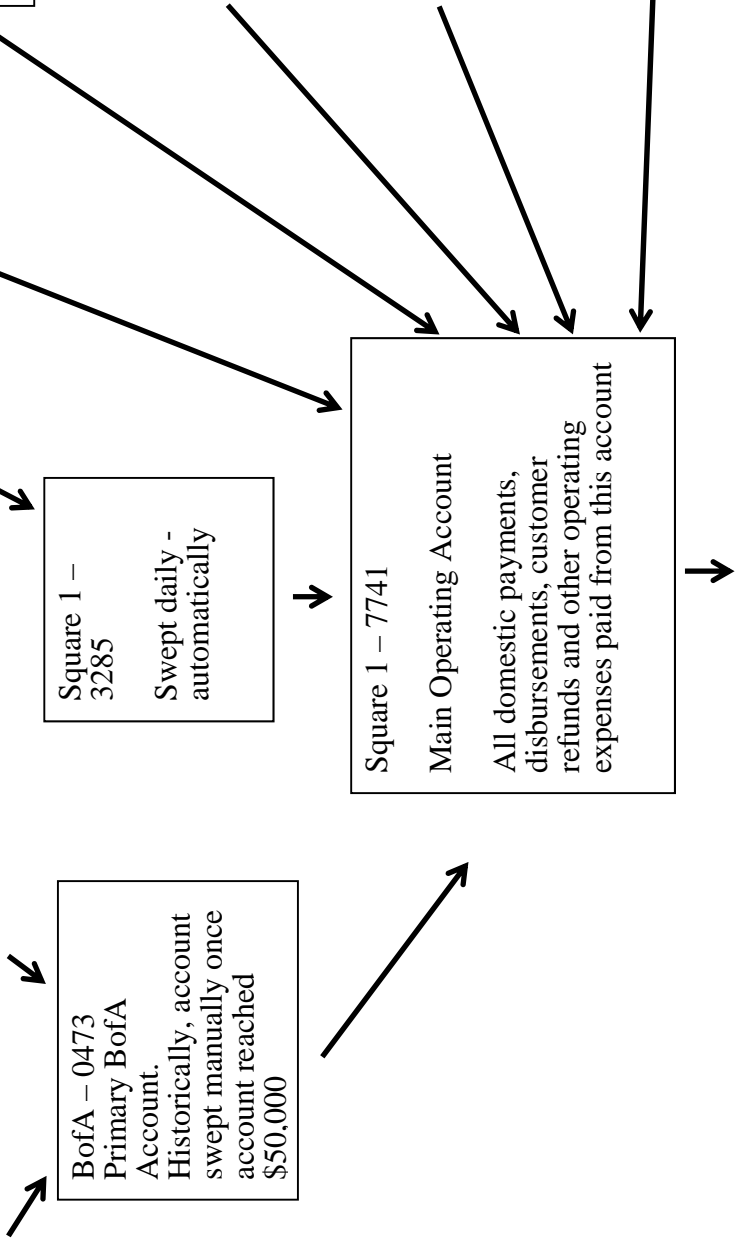 BofA – 0473
Primary BofA
Account.
Historically, account
swept manually once
account reached
$50,000
Square 1 –
3285
Swept daily -
automatically
Square 1 – 7741
Main Operating Account
All domestic payments,
disbursements, customer
refunds and other operating
expenses paid from this account